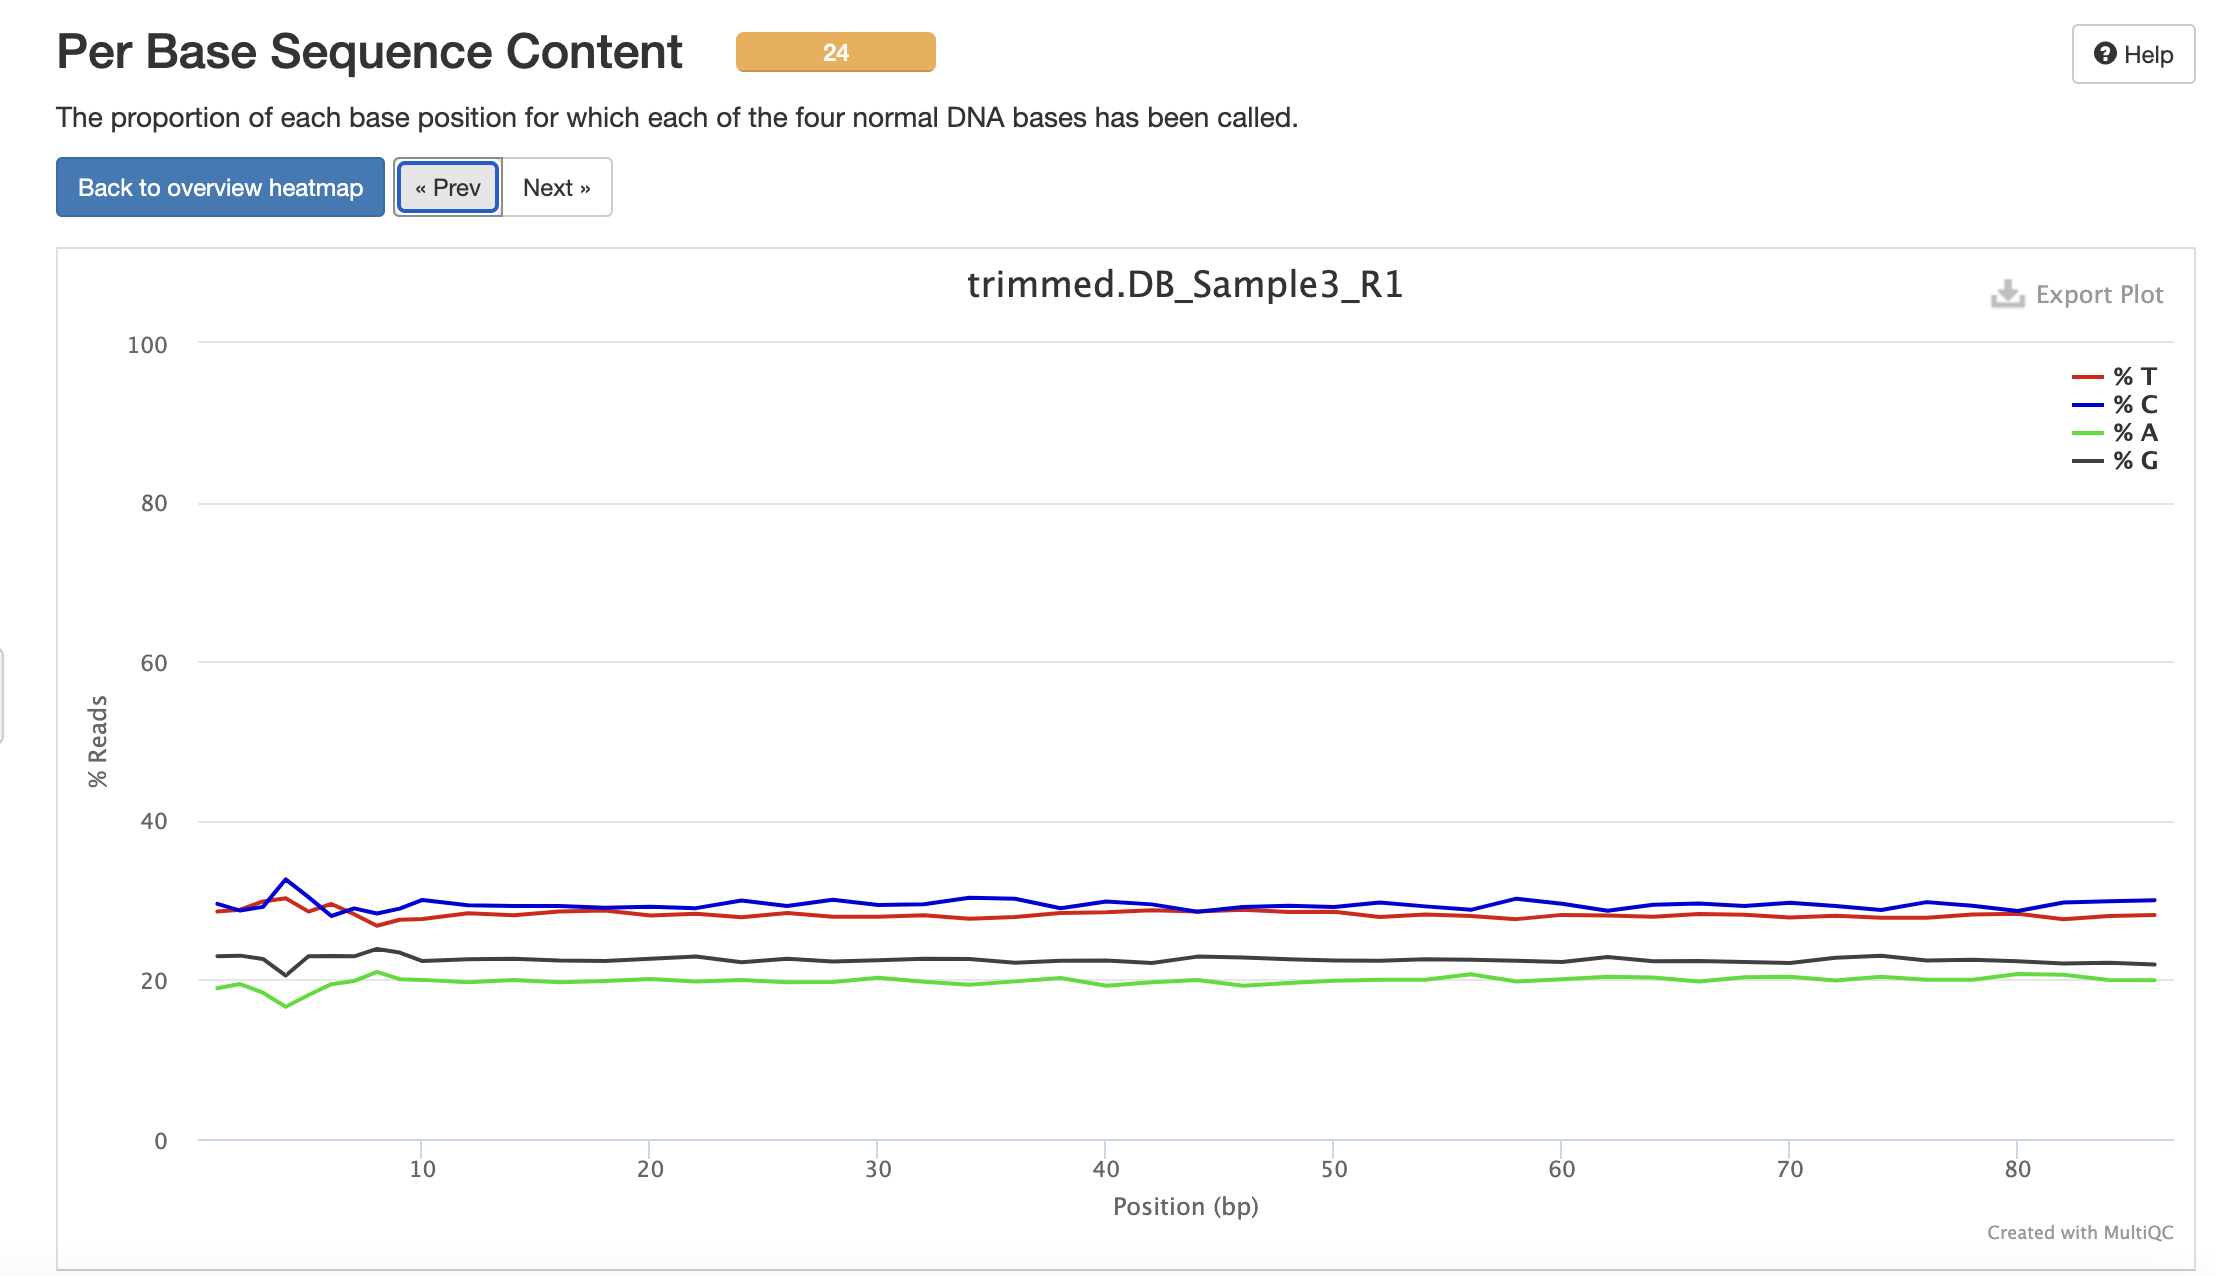 Per Base Sequence Content 24
? Help
The proportion of each base position for which each of the four normal DNA bases has been called.
Back to overview heatmap « Prev Next »
trimmed.DB_Sample3_R1
Export Plot
% T
% C
% A
% G
100
80
60
40
20
0
% Reads
10 20 30 40 50 60 70 80
Position (bp)
Created with MultiQC